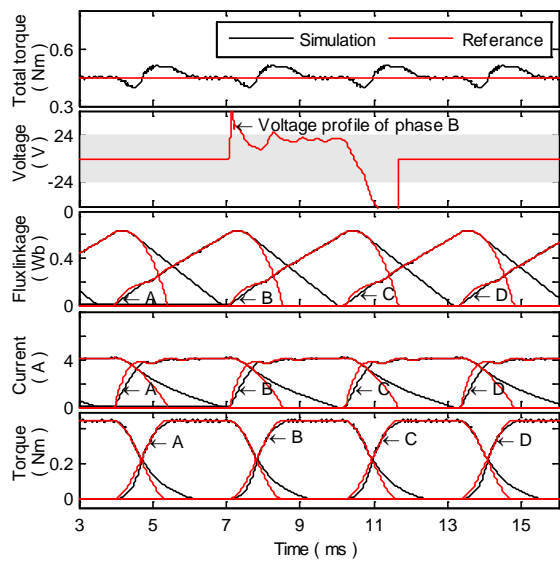 Total torque
( Nm)
0.6
0.3
Simulation
Referance
Voltage
( V)
24
-24
← Voltage profile of phase B
Fluxlinkage
( Wb)
0
0.4
0
← A
← B
← C
← D
Current
( A)
4
0
← A
← B
← C
← D
Torque
( Nm)
0.2
0
← A
← B
← C
← D
3
5
7
9
11
13
15
Time ( ms)